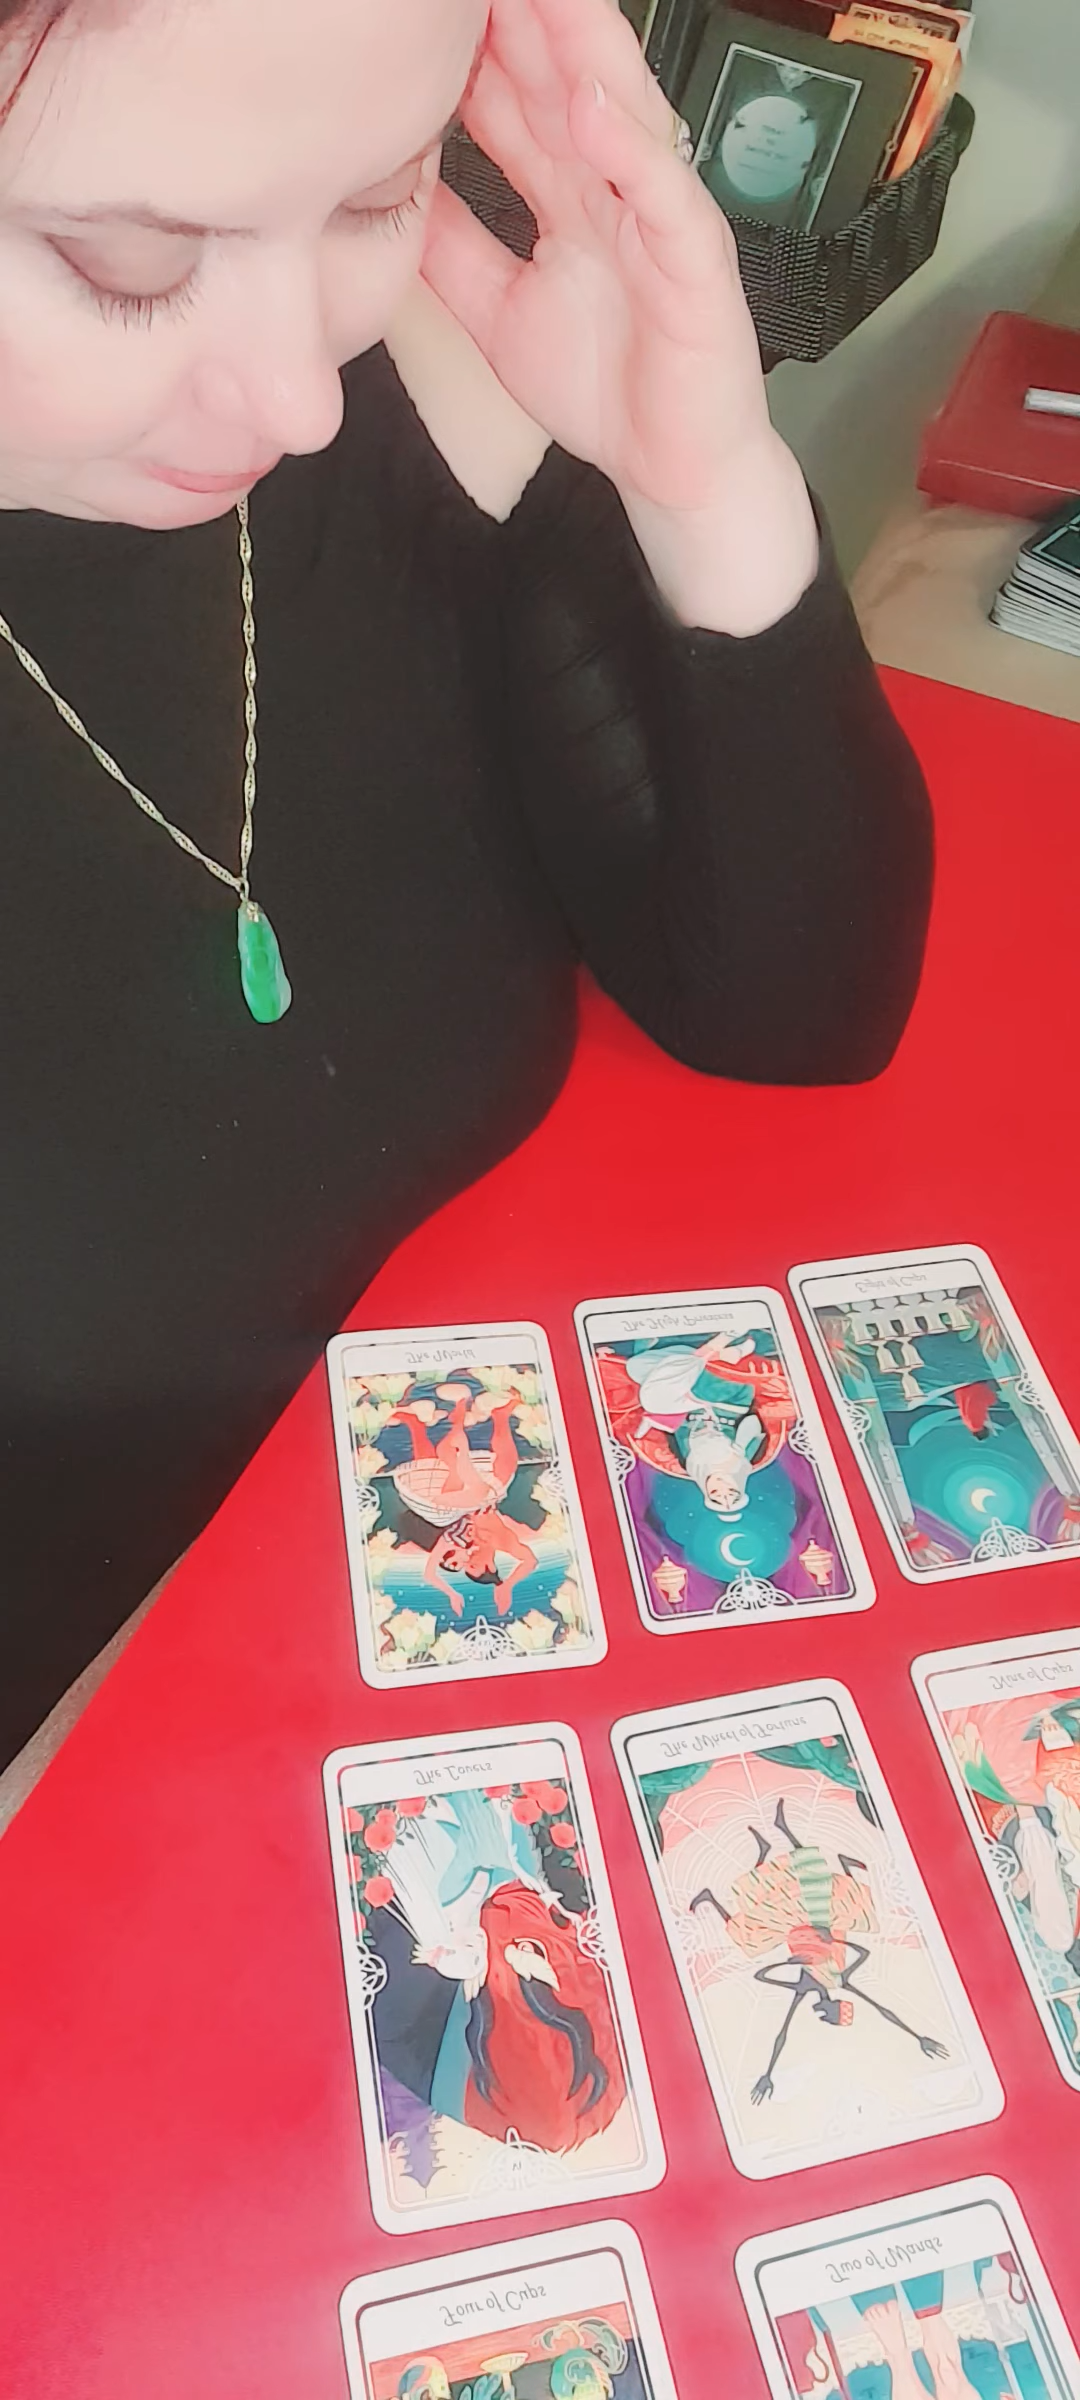 The World
The High Priestess
Eight of Cups
The Lovers
The Wheel of Fortune
Nine of Cups
Four of Cups
Two of Wands